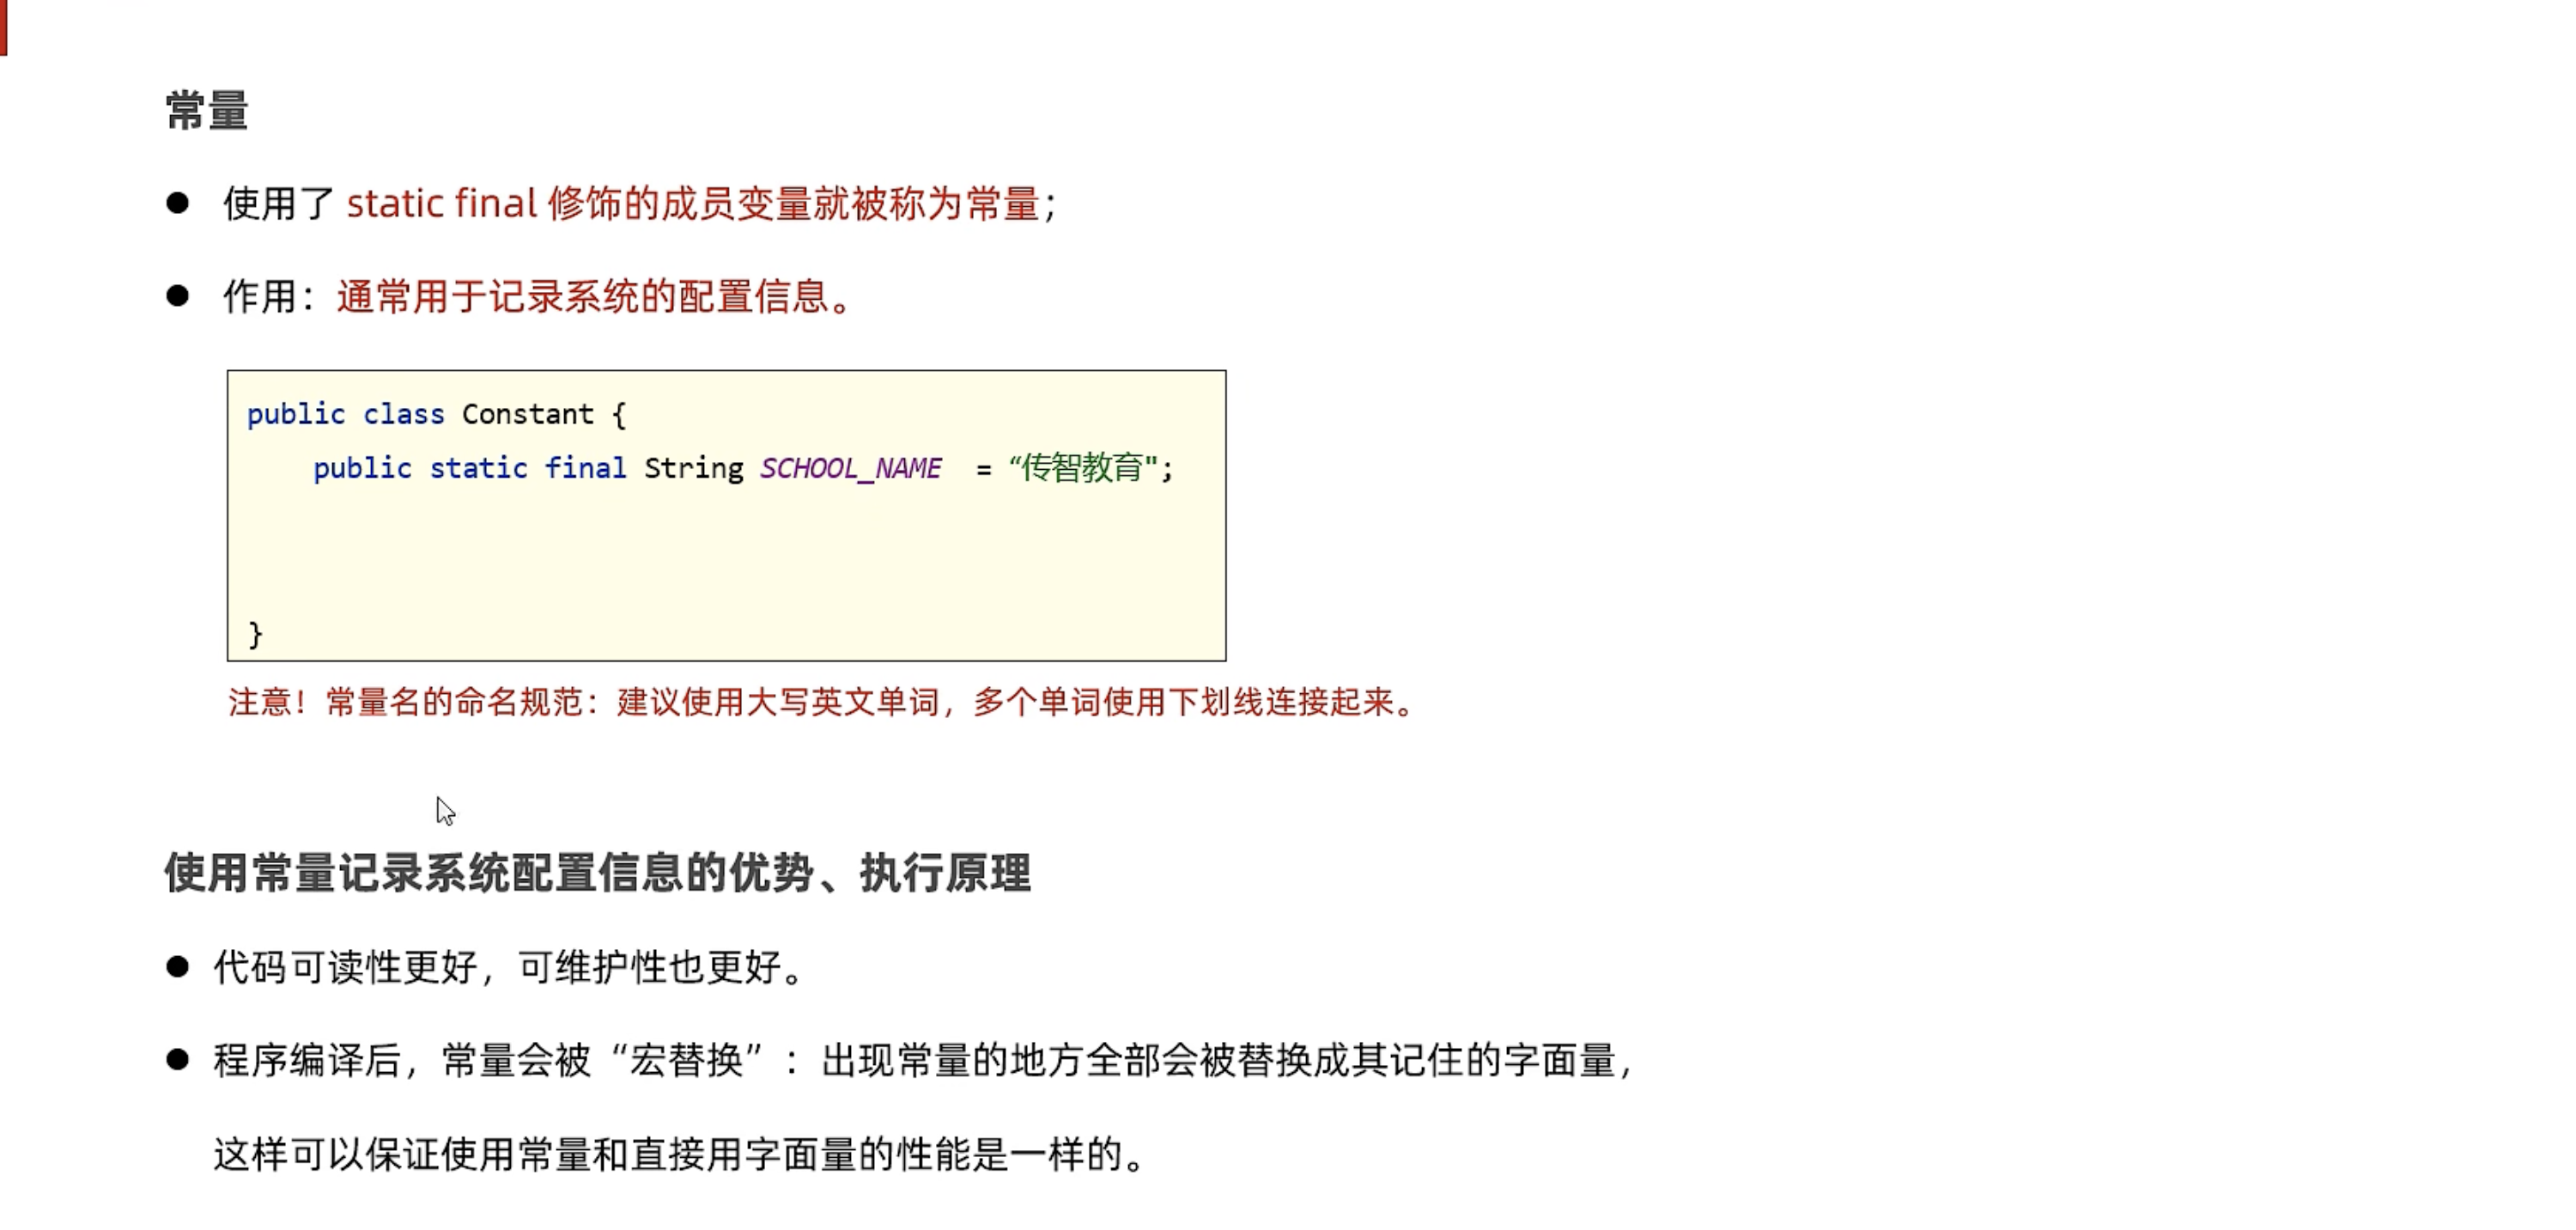 常量
● 使用了 static final 修饰的成员变量就被称为常量；
● 作用：通常用于记录系统的配置信息。
public class Constant {
    public static final String SCHOOL_NAME  = “传智教育";
}
注意！常量名的命名规范：建议使用大写英文单词，多个单词使用下划线连接起来。
使用常量记录系统配置信息的优势、执行原理
● 代码可读性更好，可维护性也更好。
● 程序编译后，常量会被“宏替换”：出现常量的地方全部会被替换成其记住的字面量，
这样可以保证使用常量和直接用字面量的性能是一样的。